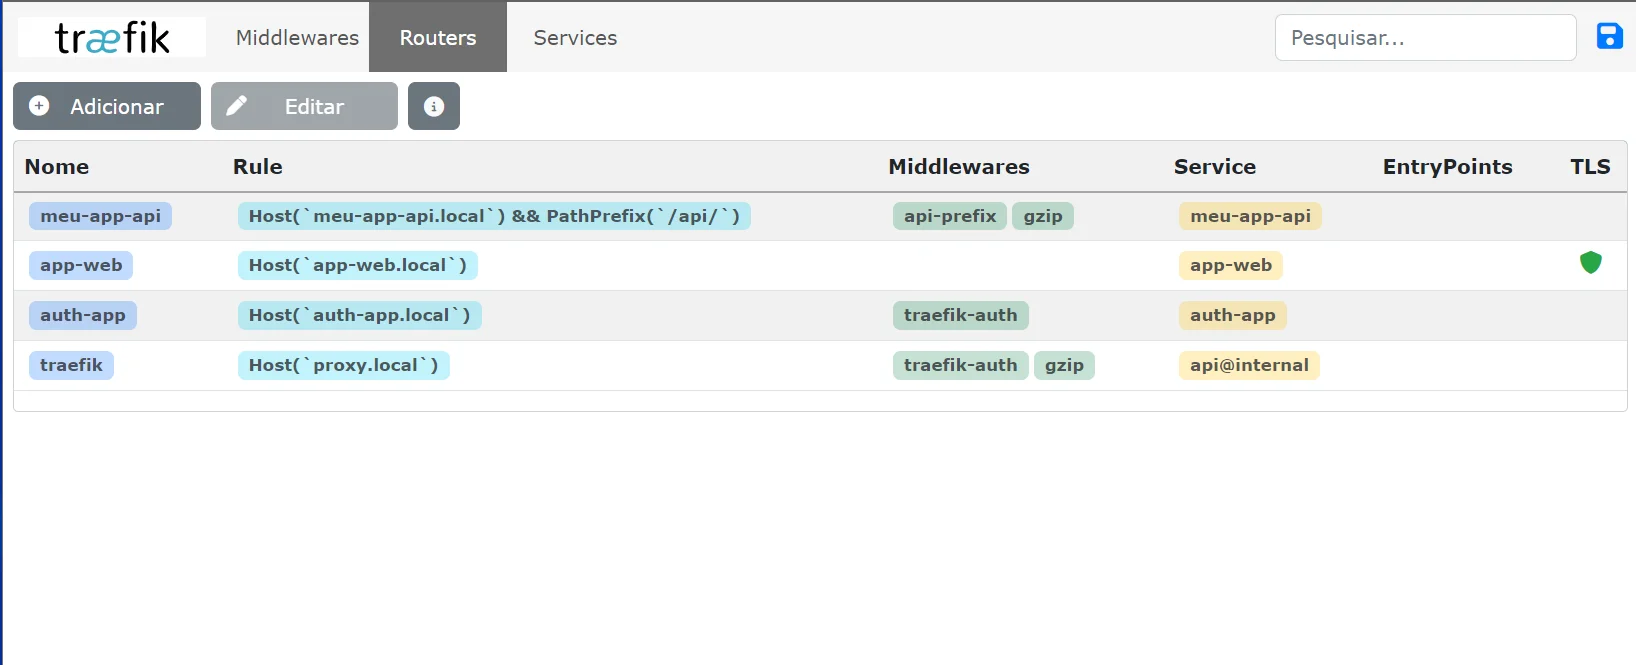 træfik Middlewares Routers Services Pesquisar...
Adicionar Editar
Nome Rule Middlewares Service EntryPoints TLS
meu-app-api Host(`meu-app-api.local`) && PathPrefix(`/api/`) api-prefix gzip meu-app-api
app-web Host(`app-web.local`) app-web
auth-app Host(`auth-app.local`) traefik-auth auth-app
traefik Host(`proxy.local`) traefik-auth gzip api@internal